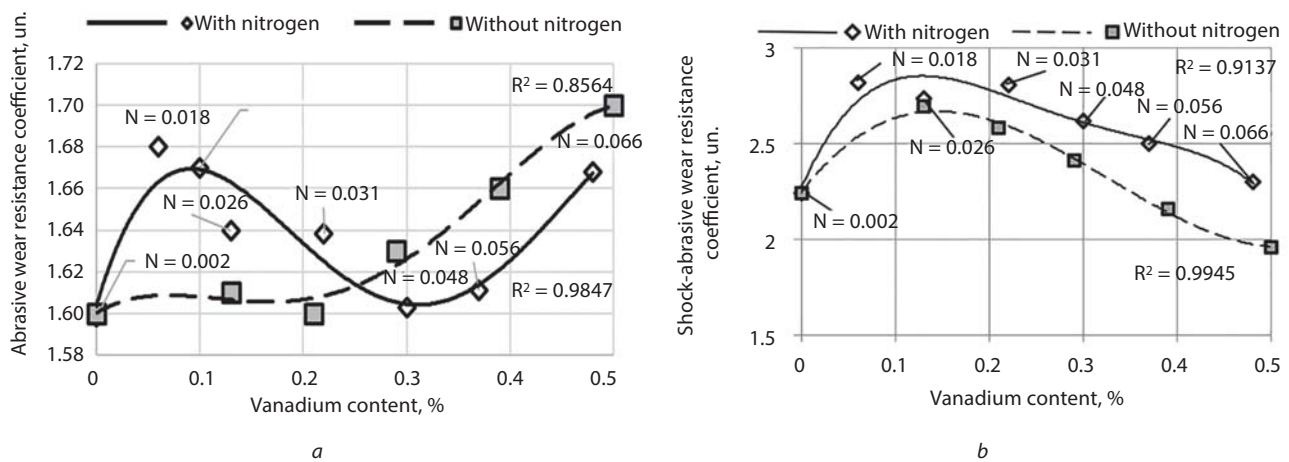 With nitrogen
Without nitrogen
Abrasive wear resistance coefficient, un.
1.72
1.70
1.68
1.66
1.64
1.62
1.60
1.58
R² = 0.8564
N = 0.018
N = 0.066
N = 0.026
N = 0.031
N = 0.002
N = 0.056
N = 0.048
R² = 0.9847
0
0.1
0.2
0.3
0.4
0.5
Vanadium content, %
a
With nitrogen
Without nitrogen
Shock-abrasive wear resistance
coefficient, un.
3
2.5
2
1.5
N = 0.018
N = 0.031
R² = 0.9137
N = 0.048
N = 0.056
N = 0.066
N = 0.026
N = 0.002
R² = 0.9945
0
0.1
0.2
0.3
0.4
0.5
Vanadium content, %
b